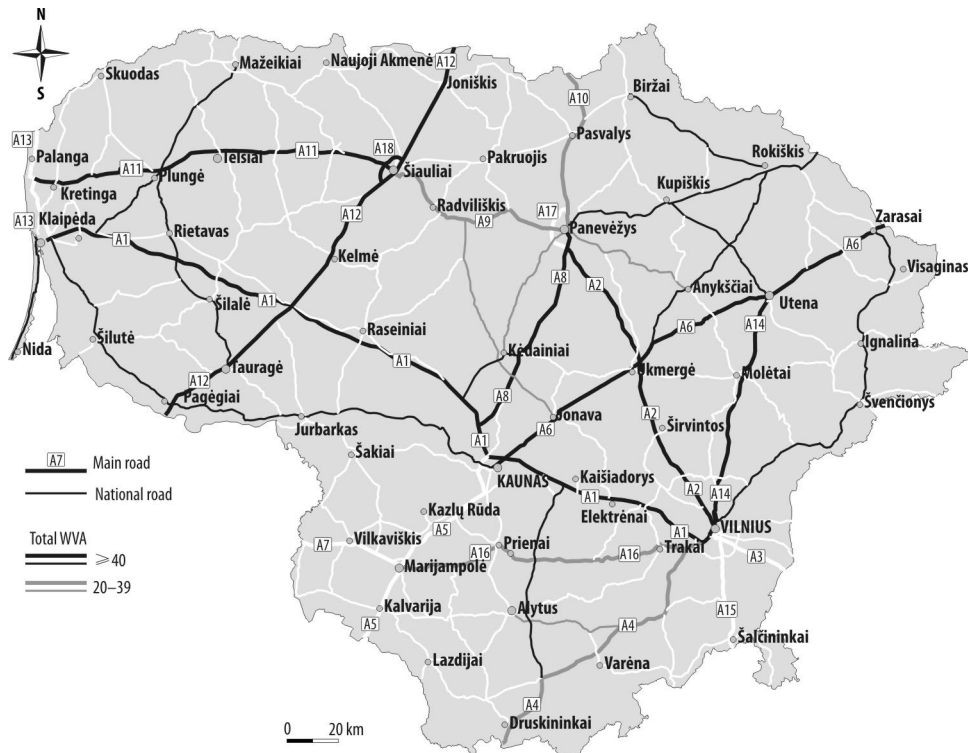 N
S
Skuodas
Mažeikiai
Naujoji Akmenė
A12
Joniškis
A10
Biržai
A13
Palanga
A11
Kretinga
Plungė
Telšiai
A11
A18
Šiauliai
Pakruojis
Pasvalys
Rokiškis
Kupiškis
Radviliškis
A9
A17
Panevėžys
Zarasai
A13
Klaipėda
A1
Rietavas
A12
Kelmė
A8
A2
A6
Visaginas
Anykščiai
Utena
A1
Šilalė
Raseiniai
A6
A14
Nida
Šilutė
A1
Kėdainiai
Ukmergė
Molėtai
Ignalina
A12
Tauragė
Pagėgiai
A8
Jonava
A2
Švenčionys
Jurbarkas
A1
A6
Širvintos
A7
Main road
National road
Šakiai
KAUNAS
Kaišiadorys
A1
A2
A14
Elektrėnai
Kazlų Rūda
A5
VILNIUS
A1
Total WVA
⩾40
20–39
A7
Vilkaviškis
A16
Prienai
A16
Trakai
A3
Marijampolė
Kalvarija
A5
Alytus
A4
A15
Šalčininkai
Lazdijai
Varėna
A4
Druskininkai
0 20 km